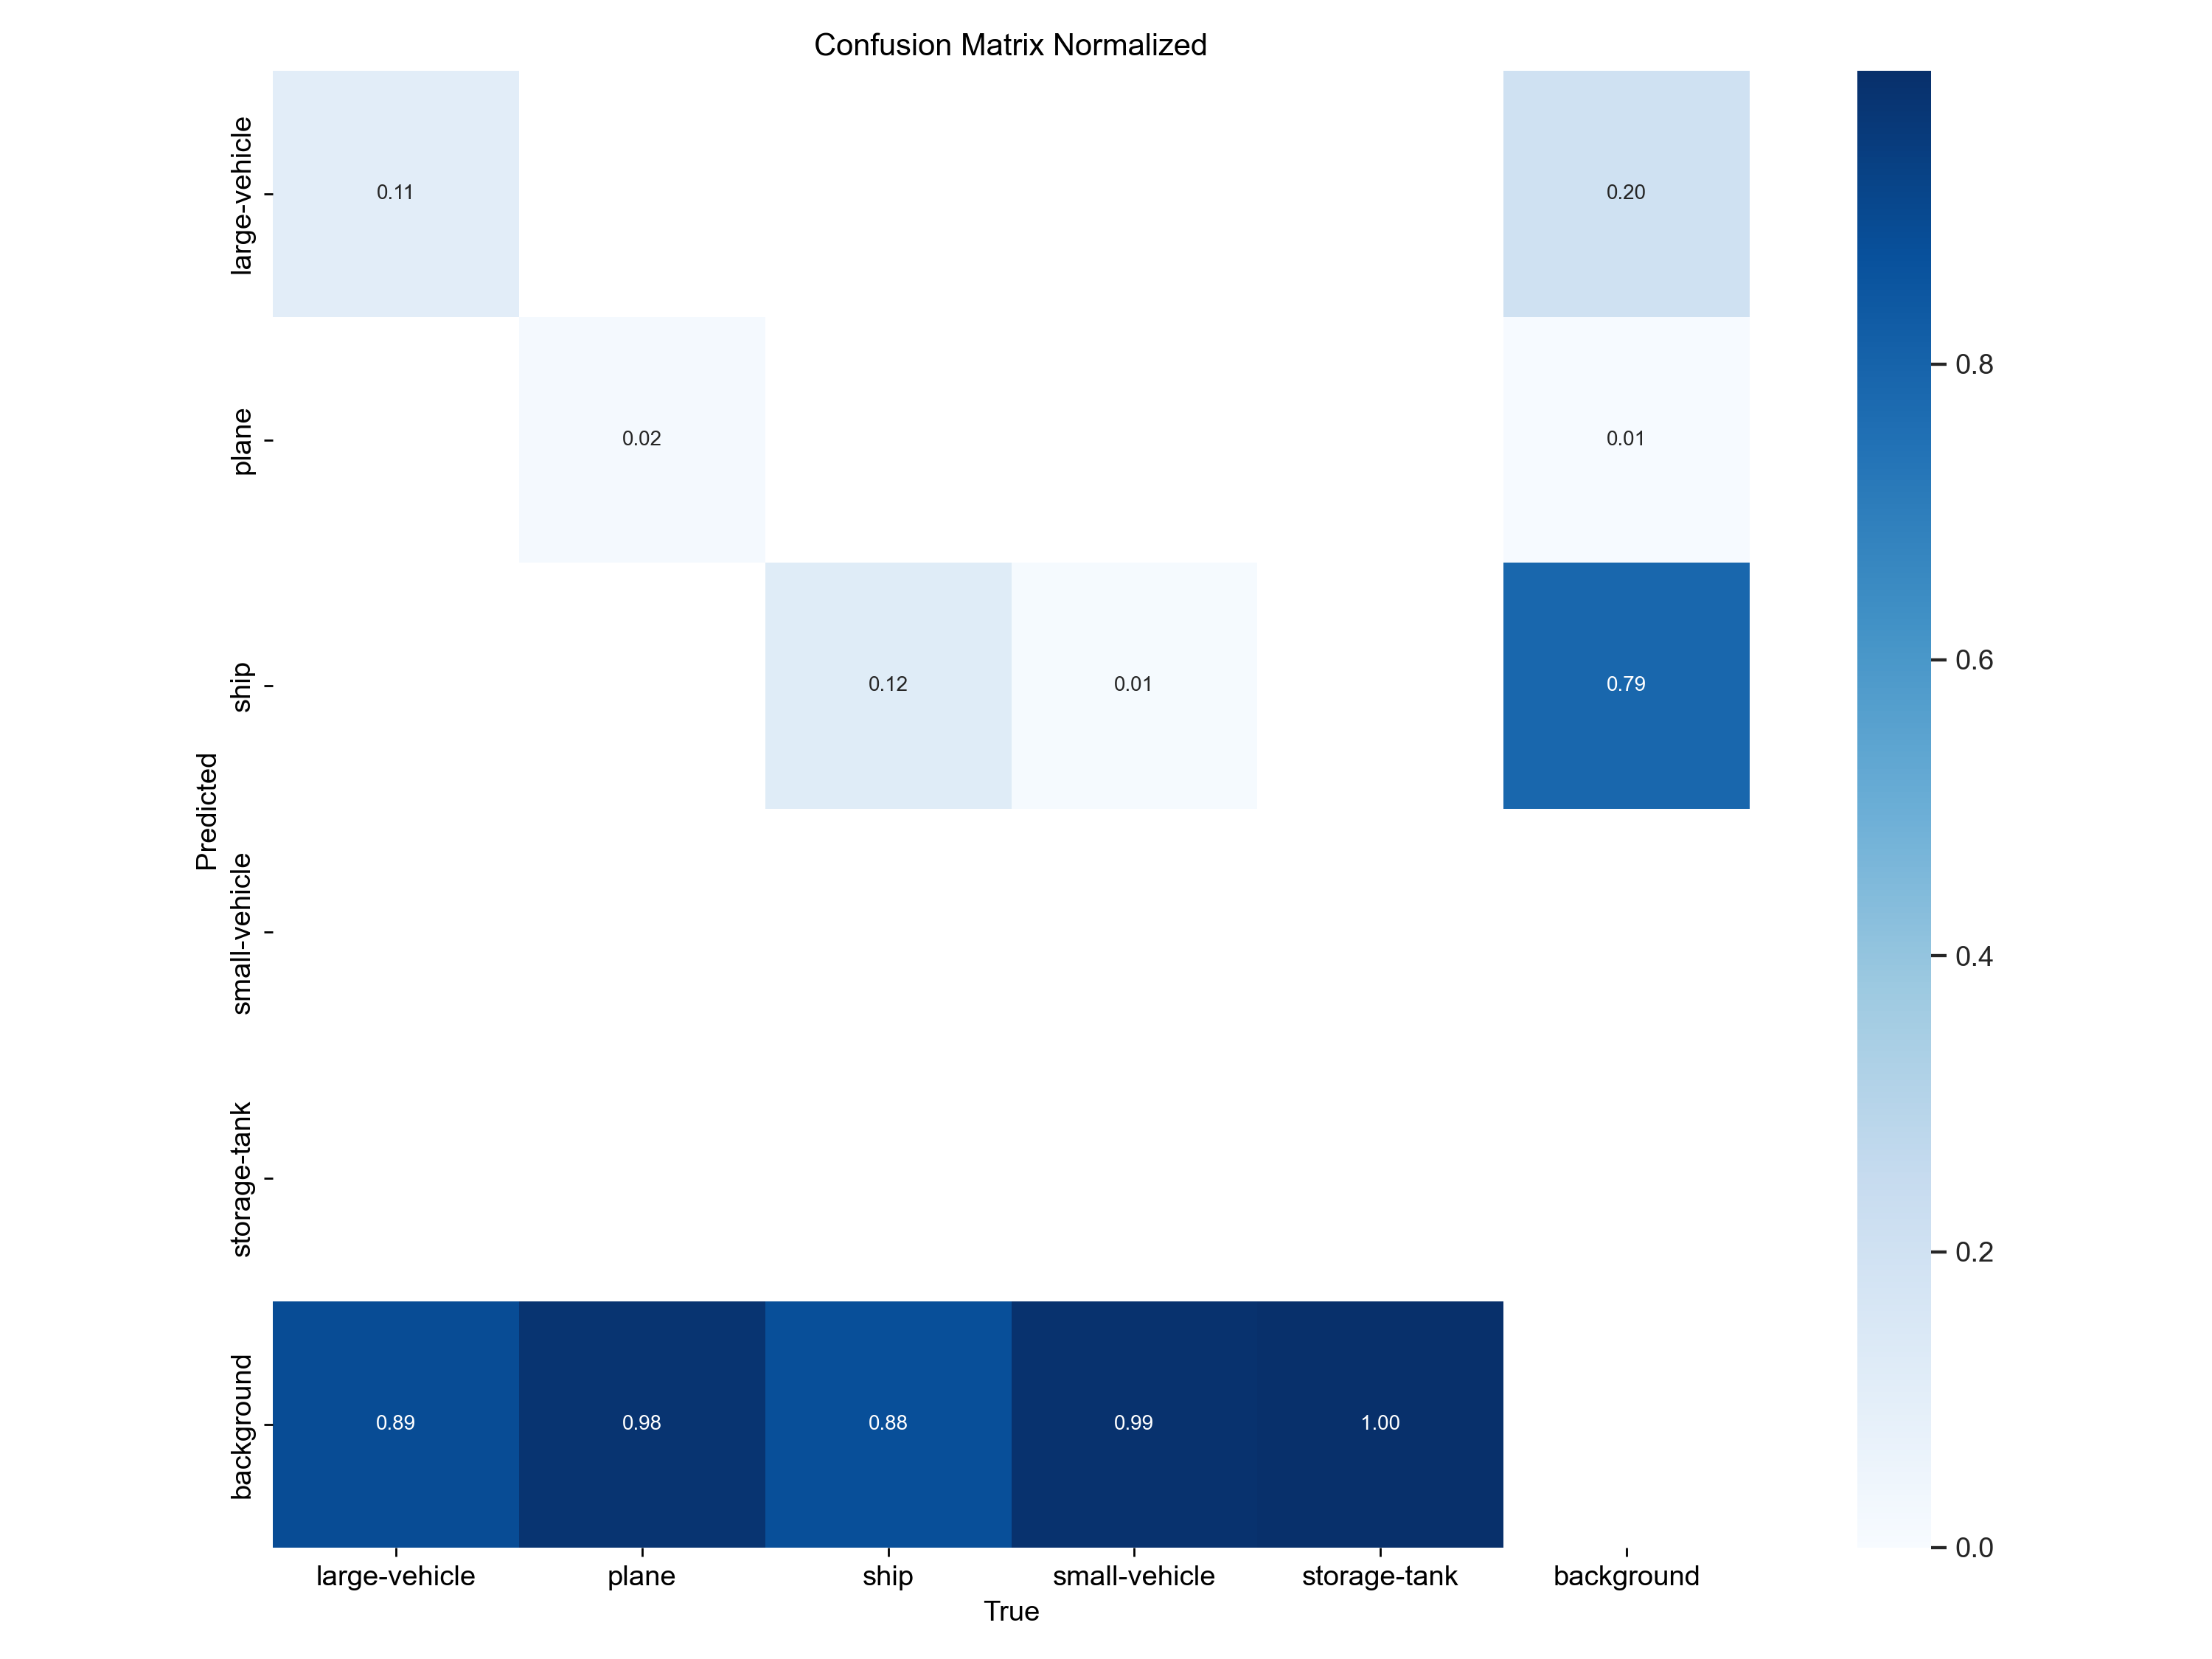 Confusion Matrix Normalized
large-vehicle
0.11
0.20
plane
0.02
0.01
ship
0.12
0.01
0.79
small-vehicle
storage-tank
background
0.89
0.98
0.88
0.99
1.00
Predicted
large-vehicle
plane
ship
small-vehicle
storage-tank
background
True
0.8
0.6
0.4
0.2
0.0